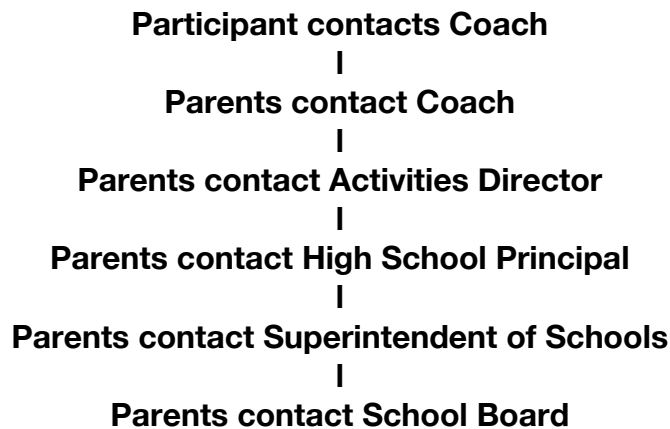 Participant contacts Coach
I
Parents contact Coach
I
Parents contact Activities Director
I
Parents contact High School Principal
I
Parents contact Superintendent of Schools
I
Parents contact School Board